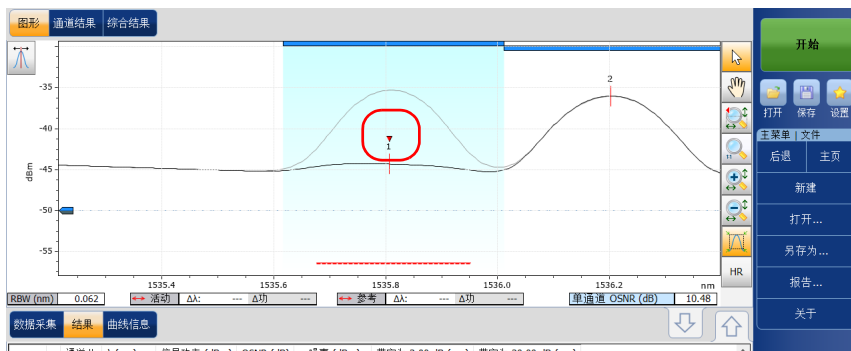 图形 通道结果 综合结果
开始
2
-35
打开 保存 设置
-40
主菜单 | 文件
1
后退 主页
dBm
-45
新建
-50
打开...
另存为...
-55
HR
报告...
1535.4 1535.6 1535.8 1536.0 1536.2 nm
RBW (nm) 0.062 活动 Δλ: --- Δ功 --- 参考 Δλ: --- Δ功 --- 单通道 OSNR (dB) 10.48
关于
数据采集 结果 曲线信息